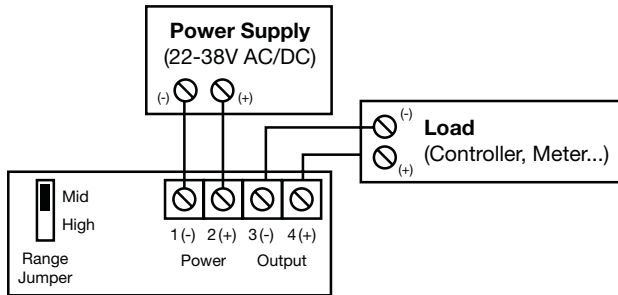 Power Supply
(22-38V AC/DC)
(-) (+)
(-)
Load
(Controller, Meter...)
(+)
Mid
High
Range
Jumper
1 (-) 2 (+) 3 (-) 4 (+)
Power Output